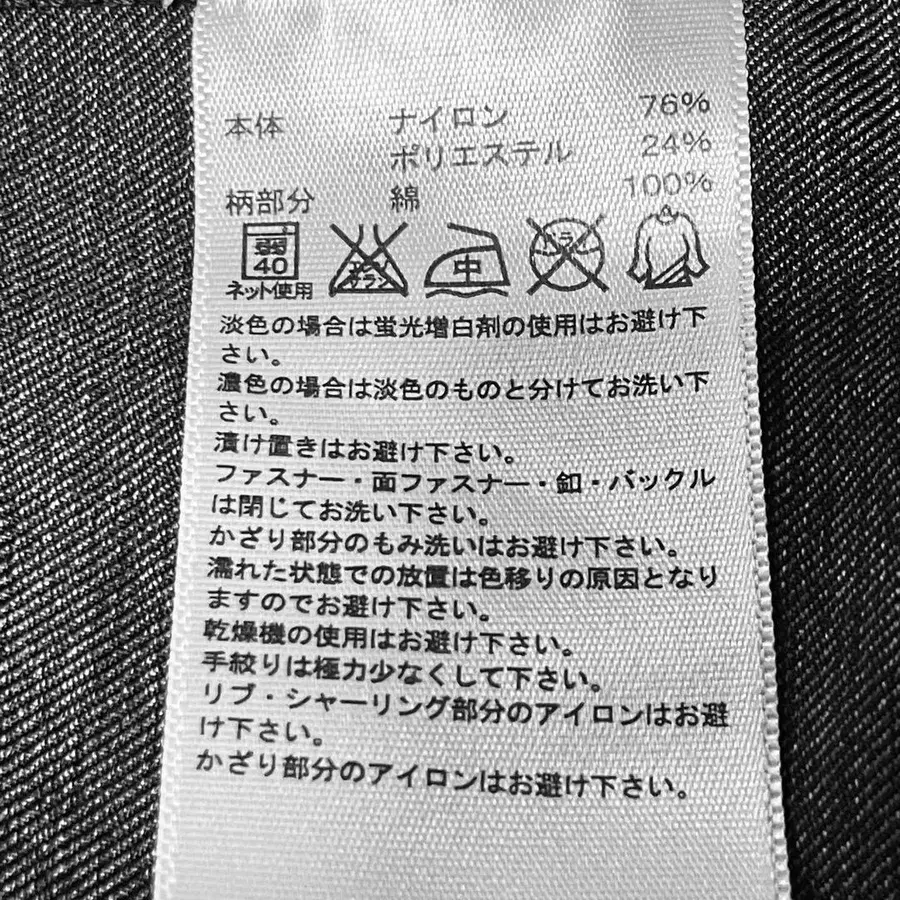 本体 ナイロン 76%
ポリエステル 24%
柄部分 綿 100%
弱
40
ネット使用
エンソ
サラシ
中
ドライ
淡色の場合は蛍光増白剤の使用はお避け下
さい。
濃色の場合は淡色のものと分けてお洗い下
さい。
漬け置きはお避け下さい。
ファスナー・面ファスナー・釦・バックル
は閉じてお洗い下さい。
かざり部分のもみ洗いはお避け下さい。
濡れた状態での放置は色移りの原因となり
ますのでお避け下さい。
乾燥機の使用はお避け下さい。
手絞りは極力少なくして下さい。
リブ・シャーリング部分のアイロンはお避
け下さい。
かざり部分のアイロンはお避け下さい。